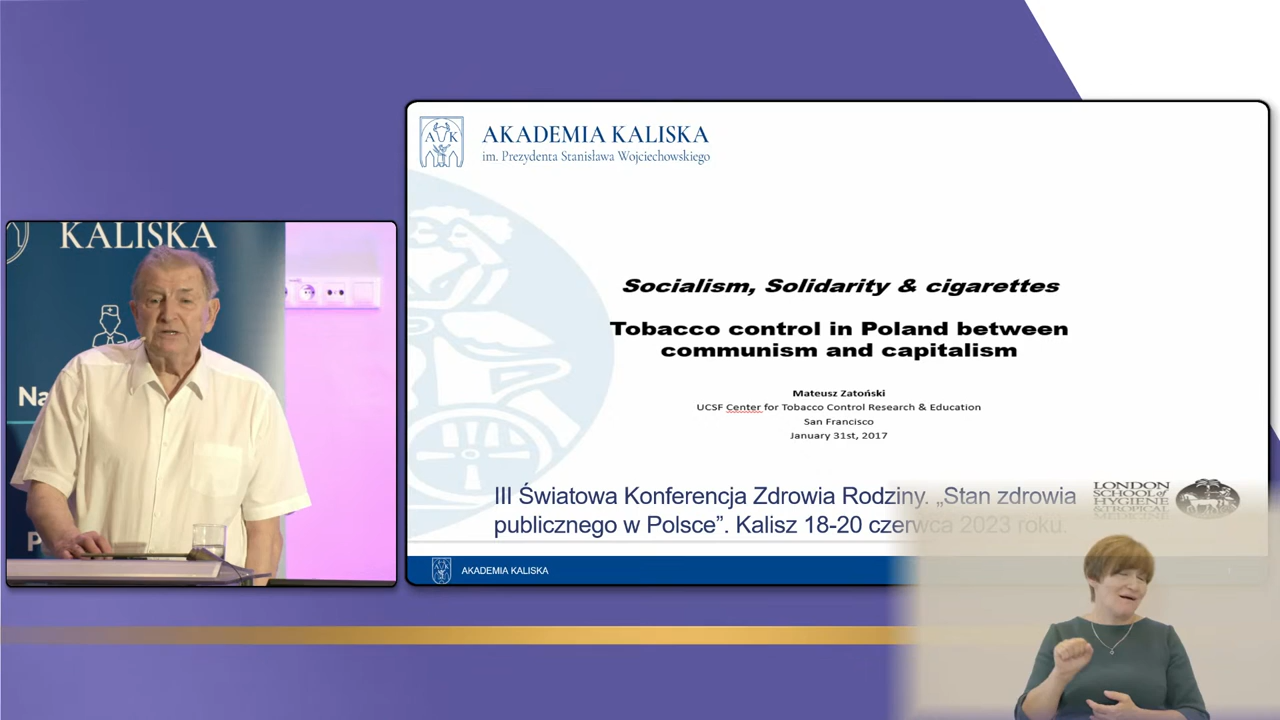 AKADEMIA KALISKA
im. Prezydenta Stanisława Wojciechowskiego
A K
KALISKA
Na
P
Socialism, Solidarity & cigarettes
Tobacco control in Poland between
communism and capitalism
Mateusz Zatoński
UCSF Center for Tobacco Control Research & Education
San Francisco
January 31st, 2017
III Światowa Konferencja Zdrowia Rodziny. „Stan zdrowia
publicznego w Polsce”. Kalisz 18-20 czerwca 2023 roku.
LONDON
SCHOOL of
HYGIENE
& TROPICAL
MEDICINE
AKADEMIA KALISKA